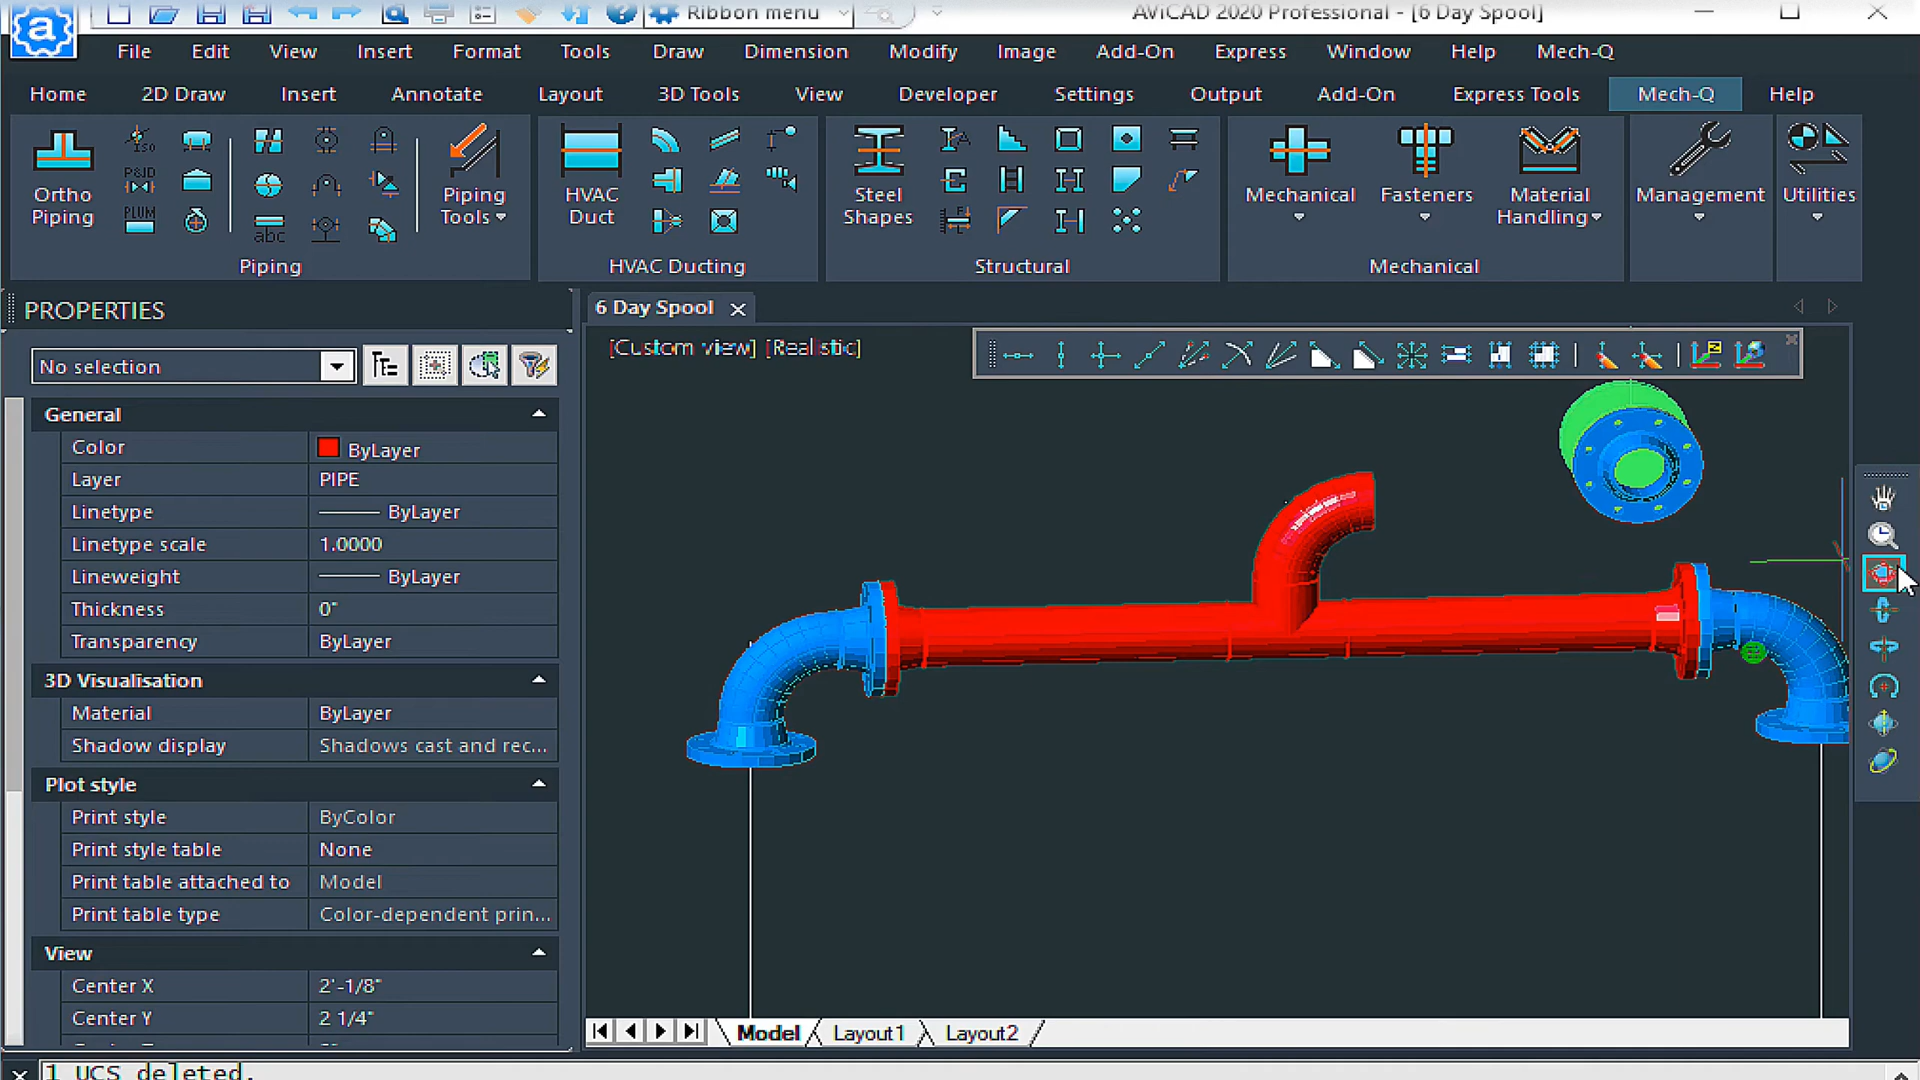 Ribbon menu
AViCAD 2020 Professional - [6 Day Spool]
File Edit View Insert Format Tools Draw Dimension Modify Image Add-On Express Window Help Mech-Q
Home 2D Draw Insert Annotate Layout 3D Tools View Developer Settings Output Add-On Express Tools Mech-Q Help
Ortho Piping
ISO
P&ID
PLUM
abc
Piping Tools
HVAC Duct
Steel Shapes
Mechanical
Fasteners
Material Handling
Management
Utilities
Piping HVAC Ducting Structural Mechanical
PROPERTIES
6 Day Spool
[Custom view] [Realistic]
No selection
General
Color ByLayer
Layer PIPE
Linetype ByLayer
Linetype scale 1.0000
Lineweight ByLayer
Thickness 0"
Transparency ByLayer
3D Visualisation
Material ByLayer
Shadow display Shadows cast and rec...
Plot style
Print style ByColor
Print style table None
Print table attached to Model
Print table type Color-dependent prin...
View
Center X 2'-1/8"
Center Y 2 1/4"
Model Layout1 Layout2
1 UCS deleted.